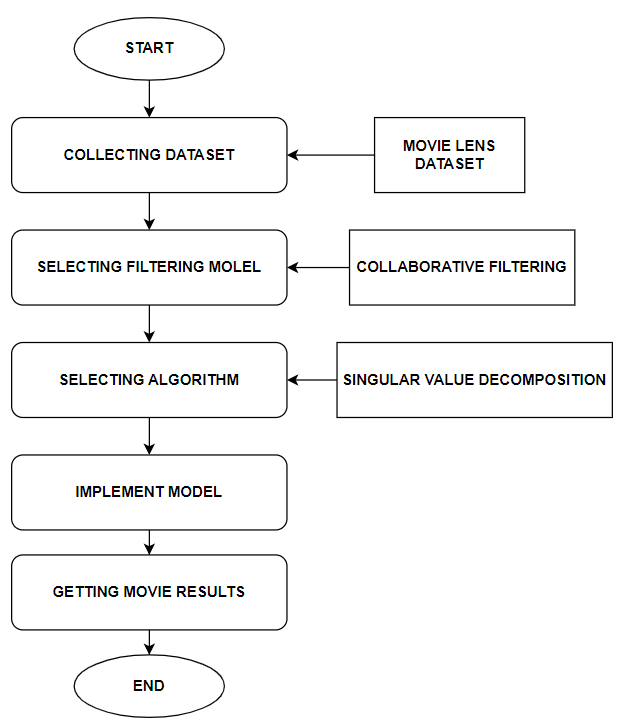 START
COLLECTING DATASET
MOVIE LENS
DATASET
SELECTING FILTERING MOLEL
COLLABORATIVE FILTERING
SELECTING ALGORITHM
SINGULAR VALUE DECOMPOSITION
IMPLEMENT MODEL
GETTING MOVIE RESULTS
END